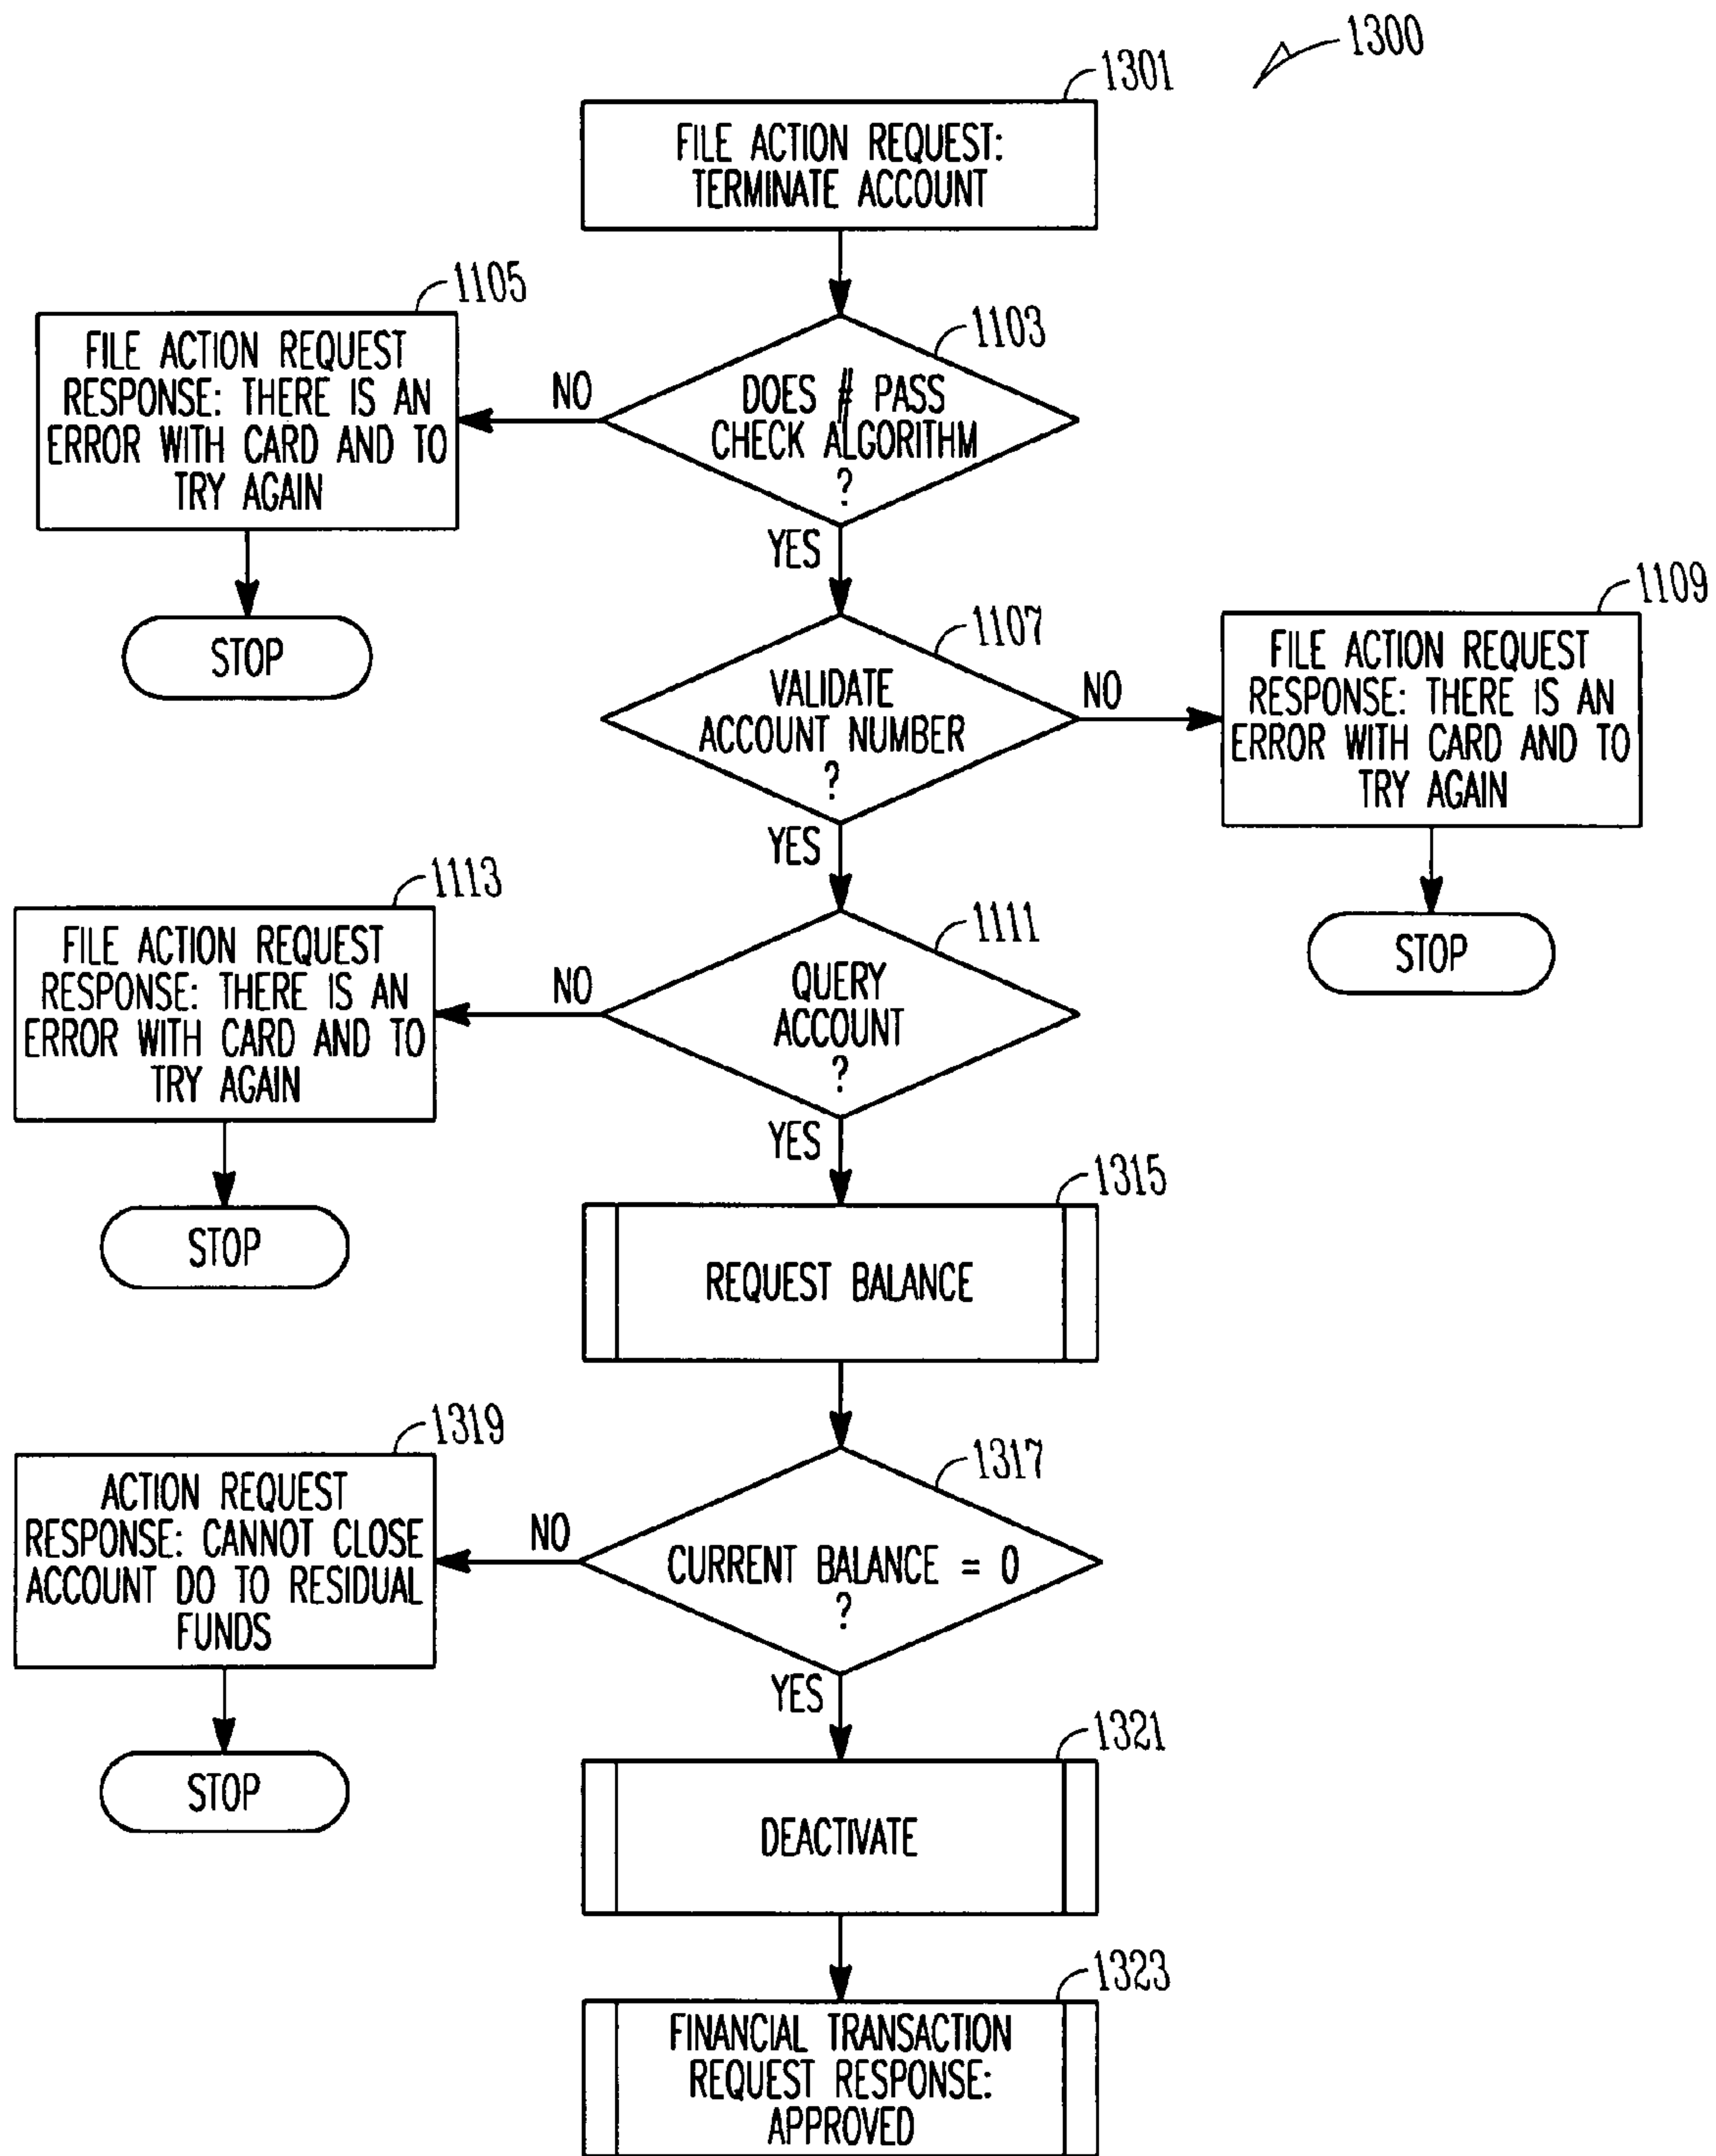 1300
1301
FILE ACTION REQUEST:
TERMINATE ACCOUNT
1105
FILE ACTION REQUEST
RESPONSE: THERE IS AN
ERROR WITH CARD AND TO
TRY AGAIN
STOP
1103
NO
DOES # PASS
CHECK ALGORITHM
?
YES
1107
VALIDATE
ACCOUNT NUMBER
?
NO
YES
1109
FILE ACTION REQUEST
RESPONSE: THERE IS AN
ERROR WITH CARD AND TO
TRY AGAIN
STOP
1113
FILE ACTION REQUEST
RESPONSE: THERE IS AN
ERROR WITH CARD AND TO
TRY AGAIN
STOP
1111
NO
QUERY
ACCOUNT
?
YES
1315
REQUEST BALANCE
1319
ACTION REQUEST
RESPONSE: CANNOT CLOSE
ACCOUNT DO TO RESIDUAL
FUNDS
STOP
1317
NO
CURRENT BALANCE = 0
?
YES
1321
DEACTIVATE
1323
FINANCIAL TRANSACTION
REQUEST RESPONSE:
APPROVED